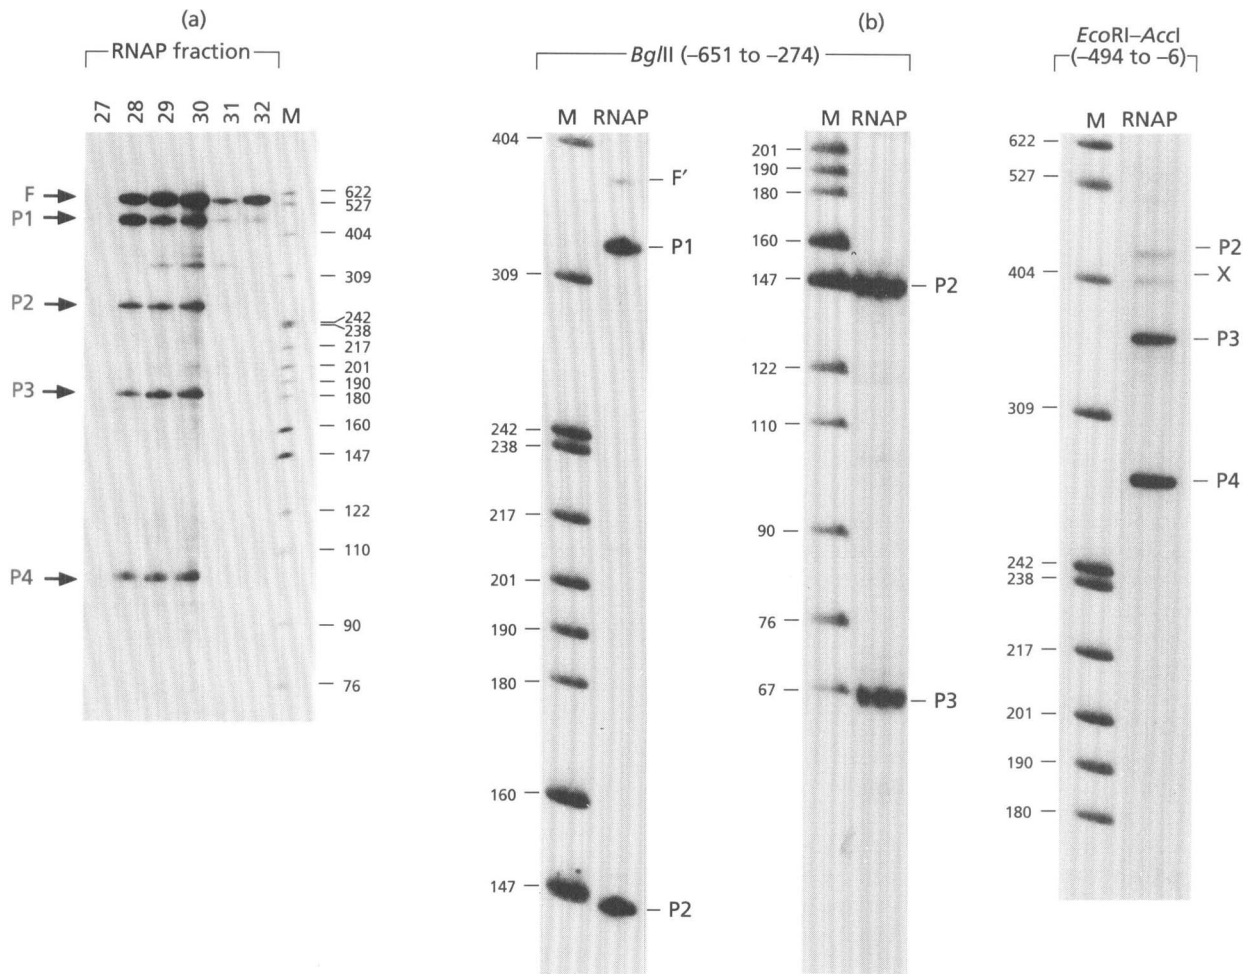 (a)
RNAP fraction
27 28 29 30 31 32 M
F
P1
P2
P3
P4
622
527
404
309
242
238
217
201
190
180
160
147
122
110
90
76
(b)
BglII (–651 to –274)
M RNAP
404
309
242
238
217
201
190
180
160
147
F′
P1
P2
M RNAP
201
190
180
160
147
122
110
90
76
67
P2
P3
EcoRI–AccI
(–494 to –6)
M RNAP
622
527
404
309
242
238
217
201
190
180
P2
X
P3
P4